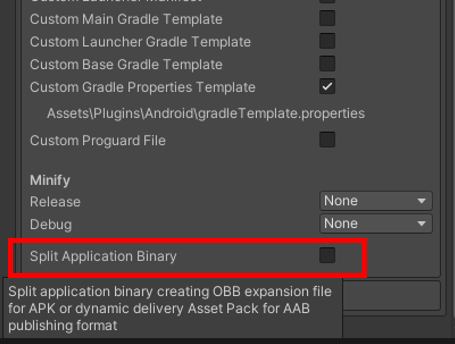 Custom Main Gradle Template
Custom Launcher Gradle Template
Custom Base Gradle Template
Custom Gradle Properties Template
Assets\Plugins\Android\gradleTemplate.properties
Custom Proguard File
Minify
Release None
Debug None
Split Application Binary
Split application binary creating OBB expansion file
for APK or dynamic delivery Asset Pack for AAB
publishing format